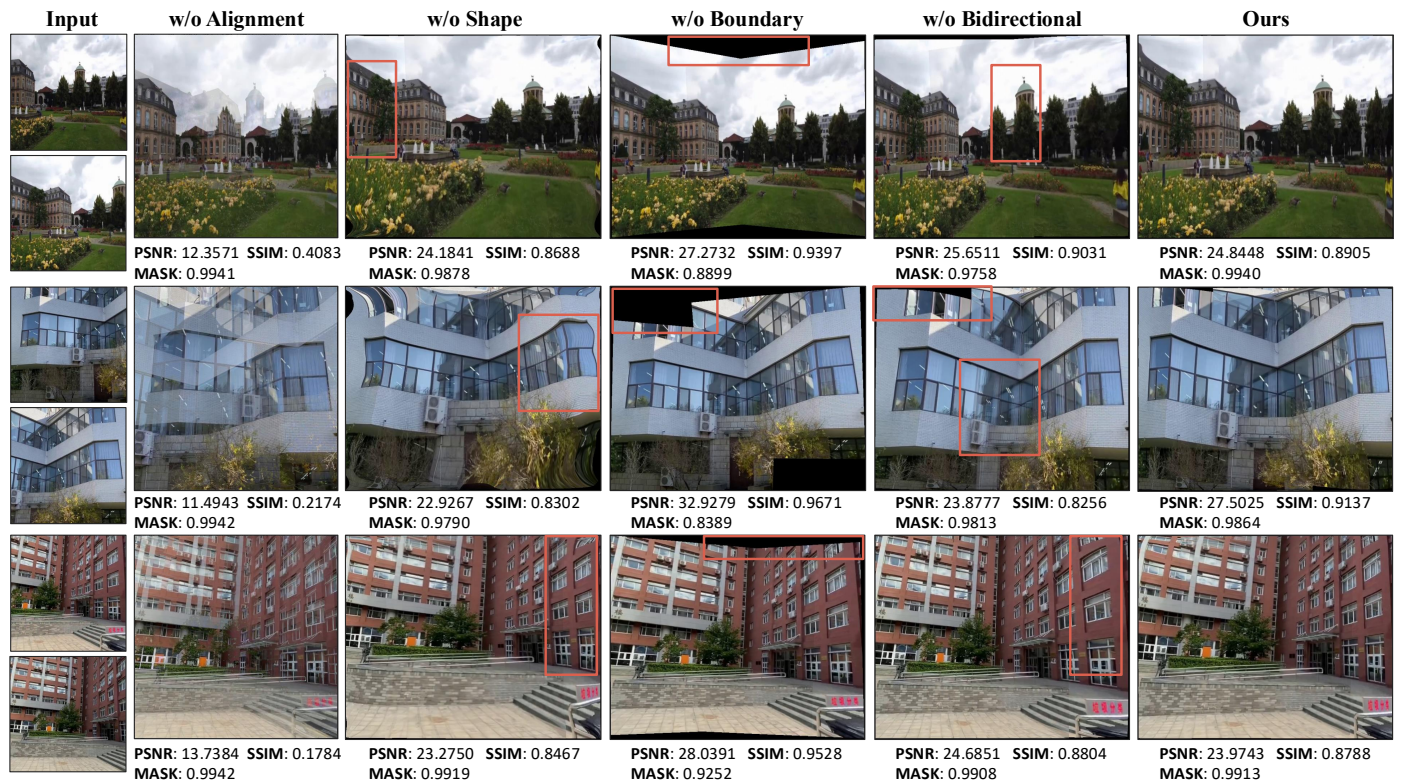 Input w/o Alignment w/o Shape w/o Boundary w/o Bidirectional Ours
PSNR: 12.3571 SSIM: 0.4083 PSNR: 24.1841 SSIM: 0.8688 PSNR: 27.2732 SSIM: 0.9397 PSNR: 25.6511 SSIM: 0.9031 PSNR: 24.8448 SSIM: 0.8905
MASK: 0.9941 MASK: 0.9878 MASK: 0.8899 MASK: 0.9758 MASK: 0.9940
PSNR: 11.4943 SSIM: 0.2174 PSNR: 22.9267 SSIM: 0.8302 PSNR: 32.9279 SSIM: 0.9671 PSNR: 23.8777 SSIM: 0.8256 PSNR: 27.5025 SSIM: 0.9137
MASK: 0.9942 MASK: 0.9790 MASK: 0.8389 MASK: 0.9813 MASK: 0.9864
PSNR: 13.7384 SSIM: 0.1784 PSNR: 23.2750 SSIM: 0.8467 PSNR: 28.0391 SSIM: 0.9528 PSNR: 24.6851 SSIM: 0.8804 PSNR: 23.9743 SSIM: 0.8788
MASK: 0.9942 MASK: 0.9919 MASK: 0.9252 MASK: 0.9908 MASK: 0.9913